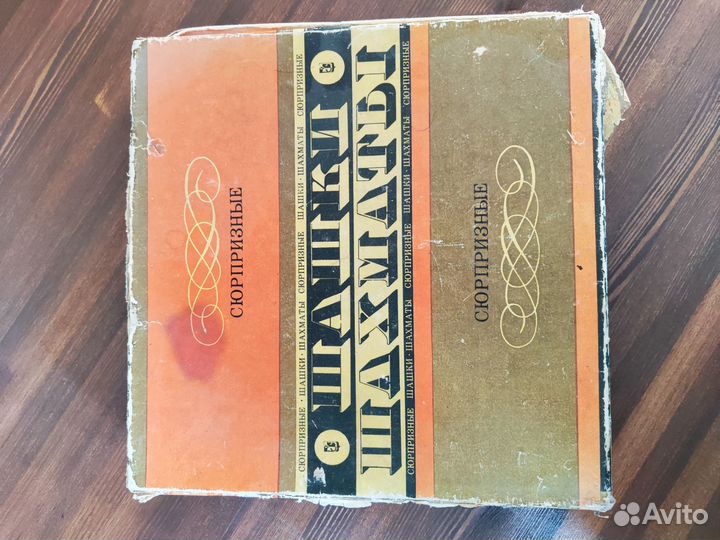 СЮРПРИЗНЫЕ
СЮРПРИЗНЫЕ · ШАШКИ · ШАХМАТЫ СЮРПРИЗНЫЕ ШАШКИ · ШАХМАТЫ СЮРПРИЗНЫЕ
ШАШКИ
ШАХМАТЫ
СЮРПРИЗНЫЕ ШАШКИ · ШАХМАТЫ СЮРПРИЗНЫЕ ШАШКИ · ШАХМАТЫ СЮРПРИЗНЫЕ
СЮРПРИЗНЫЕ
Avito